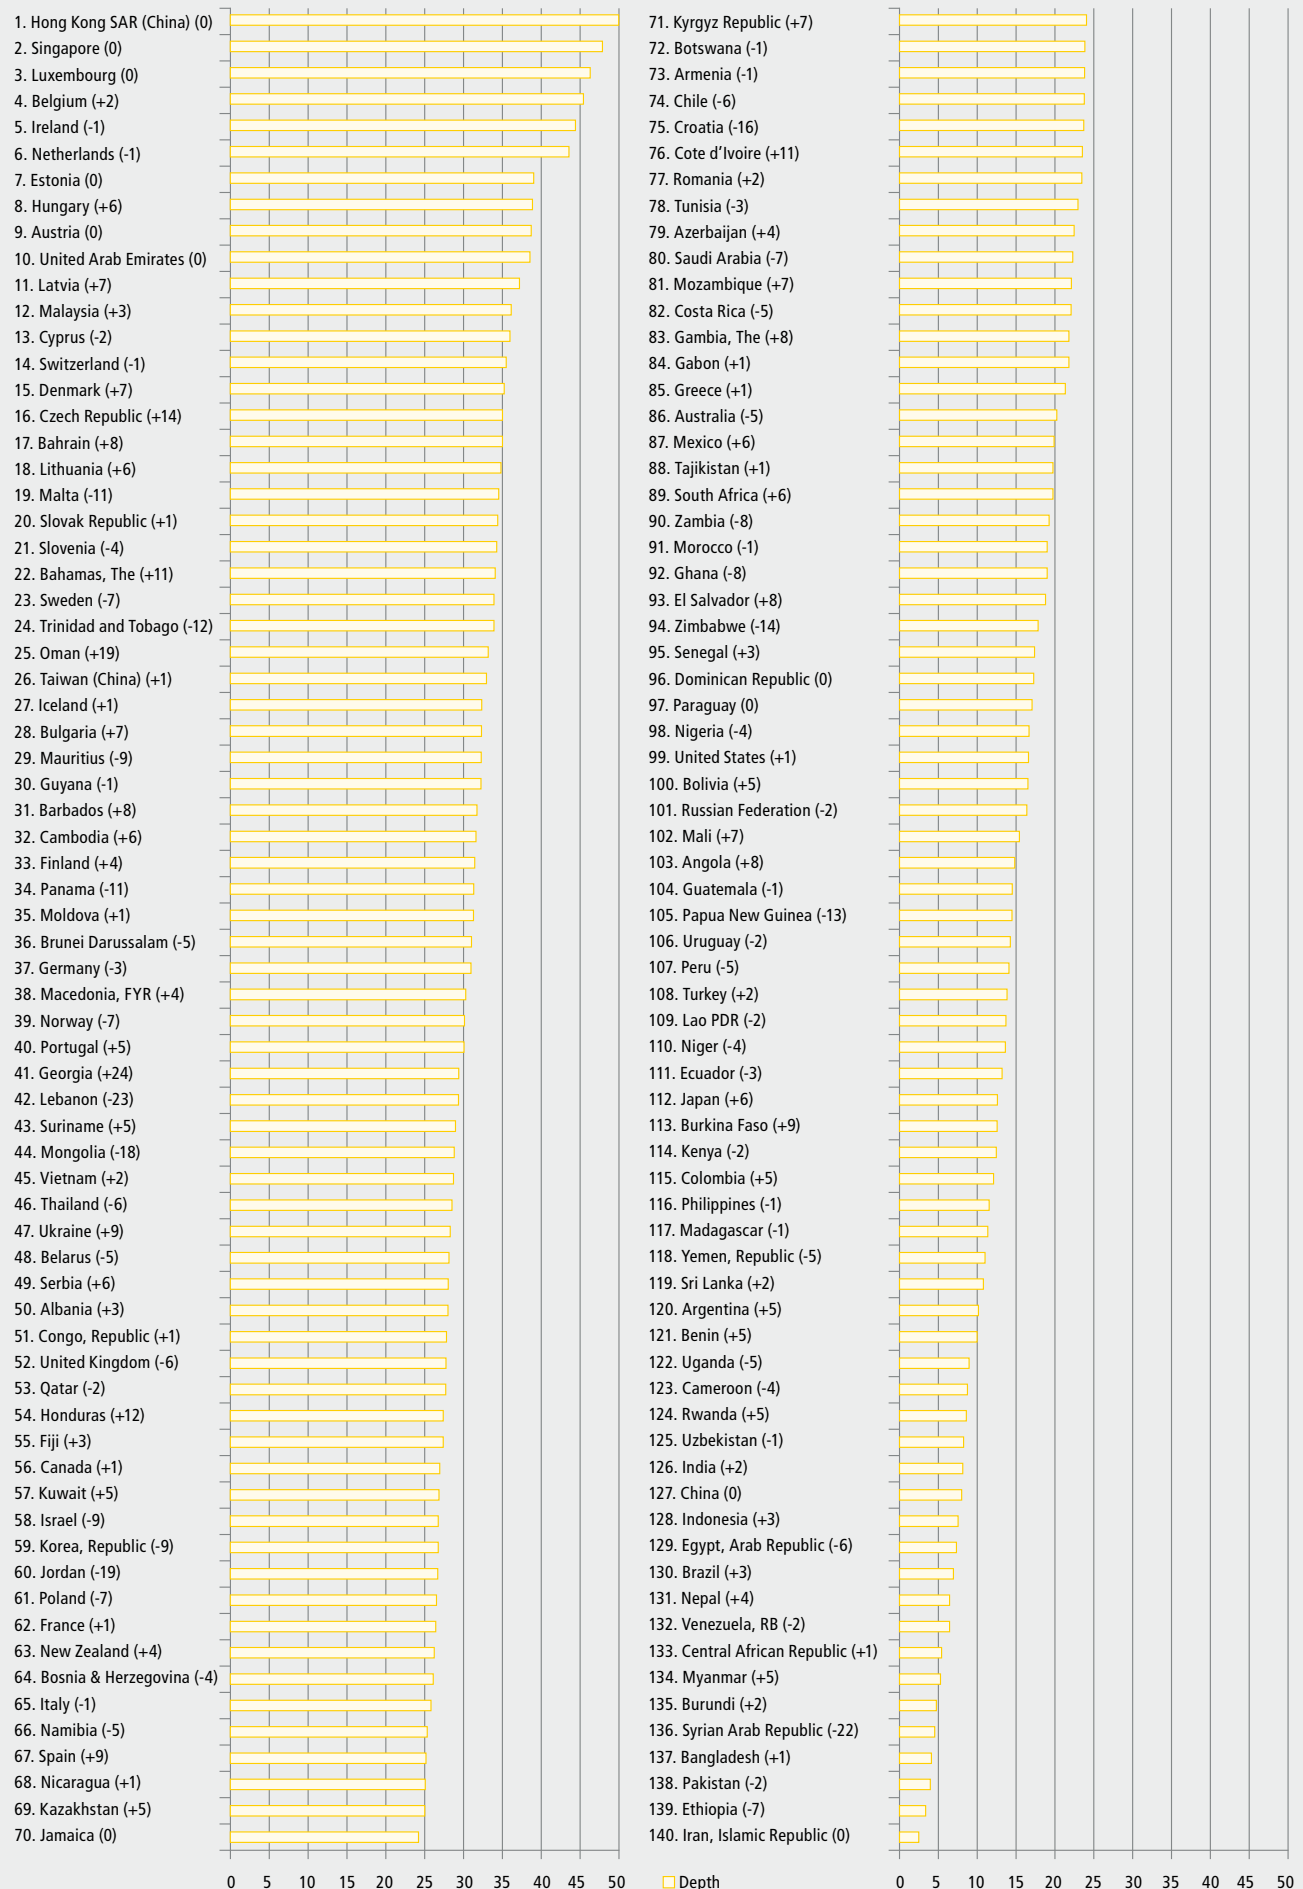 1. Hong Kong SAR (China) (0)
2. Singapore (0)
3. Luxembourg (0)
4. Belgium (+2)
5. Ireland (-1)
6. Netherlands (-1)
7. Estonia (0)
8. Hungary (+6)
9. Austria (0)
10. United Arab Emirates (0)
11. Latvia (+7)
12. Malaysia (+3)
13. Cyprus (-2)
14. Switzerland (-1)
15. Denmark (+7)
16. Czech Republic (+14)
17. Bahrain (+8)
18. Lithuania (+6)
19. Malta (-11)
20. Slovak Republic (+1)
21. Slovenia (-4)
22. Bahamas, The (+11)
23. Sweden (-7)
24. Trinidad and Tobago (-12)
25. Oman (+19)
26. Taiwan (China) (+1)
27. Iceland (+1)
28. Bulgaria (+7)
29. Mauritius (-9)
30. Guyana (-1)
31. Barbados (+8)
32. Cambodia (+6)
33. Finland (+4)
34. Panama (-11)
35. Moldova (+1)
36. Brunei Darussalam (-5)
37. Germany (-3)
38. Macedonia, FYR (+4)
39. Norway (-7)
40. Portugal (+5)
41. Georgia (+24)
42. Lebanon (-23)
43. Suriname (+5)
44. Mongolia (-18)
45. Vietnam (+2)
46. Thailand (-6)
47. Ukraine (+9)
48. Belarus (-5)
49. Serbia (+6)
50. Albania (+3)
51. Congo, Republic (+1)
52. United Kingdom (-6)
53. Qatar (-2)
54. Honduras (+12)
55. Fiji (+3)
56. Canada (+1)
57. Kuwait (+5)
58. Israel (-9)
59. Korea, Republic (-9)
60. Jordan (-19)
61. Poland (-7)
62. France (+1)
63. New Zealand (+4)
64. Bosnia & Herzegovina (-4)
65. Italy (-1)
66. Namibia (-5)
67. Spain (+9)
68. Nicaragua (+1)
69. Kazakhstan (+5)
70. Jamaica (0)
0 5 10 15 20 25 30 35 40 45 50
71. Kyrgyz Republic (+7)
72. Botswana (-1)
73. Armenia (-1)
74. Chile (-6)
75. Croatia (-16)
76. Cote d'Ivoire (+11)
77. Romania (+2)
78. Tunisia (-3)
79. Azerbaijan (+4)
80. Saudi Arabia (-7)
81. Mozambique (+7)
82. Costa Rica (-5)
83. Gambia, The (+8)
84. Gabon (+1)
85. Greece (+1)
86. Australia (-5)
87. Mexico (+6)
88. Tajikistan (+1)
89. South Africa (+6)
90. Zambia (-8)
91. Morocco (-1)
92. Ghana (-8)
93. El Salvador (+8)
94. Zimbabwe (-14)
95. Senegal (+3)
96. Dominican Republic (0)
97. Paraguay (0)
98. Nigeria (-4)
99. United States (+1)
100. Bolivia (+5)
101. Russian Federation (-2)
102. Mali (+7)
103. Angola (+8)
104. Guatemala (-1)
105. Papua New Guinea (-13)
106. Uruguay (-2)
107. Peru (-5)
108. Turkey (+2)
109. Lao PDR (-2)
110. Niger (-4)
111. Ecuador (-3)
112. Japan (+6)
113. Burkina Faso (+9)
114. Kenya (-2)
115. Colombia (+5)
116. Philippines (-1)
117. Madagascar (-1)
118. Yemen, Republic (-5)
119. Sri Lanka (+2)
120. Argentina (+5)
121. Benin (+5)
122. Uganda (-5)
123. Cameroon (-4)
124. Rwanda (+5)
125. Uzbekistan (-1)
126. India (+2)
127. China (0)
128. Indonesia (+3)
129. Egypt, Arab Republic (-6)
130. Brazil (+3)
131. Nepal (+4)
132. Venezuela, RB (-2)
133. Central African Republic (+1)
134. Myanmar (+5)
135. Burundi (+2)
136. Syrian Arab Republic (-22)
137. Bangladesh (+1)
138. Pakistan (-2)
139. Ethiopia (-7)
140. Iran, Islamic Republic (0)
Depth
0 5 10 15 20 25 30 35 40 45 50